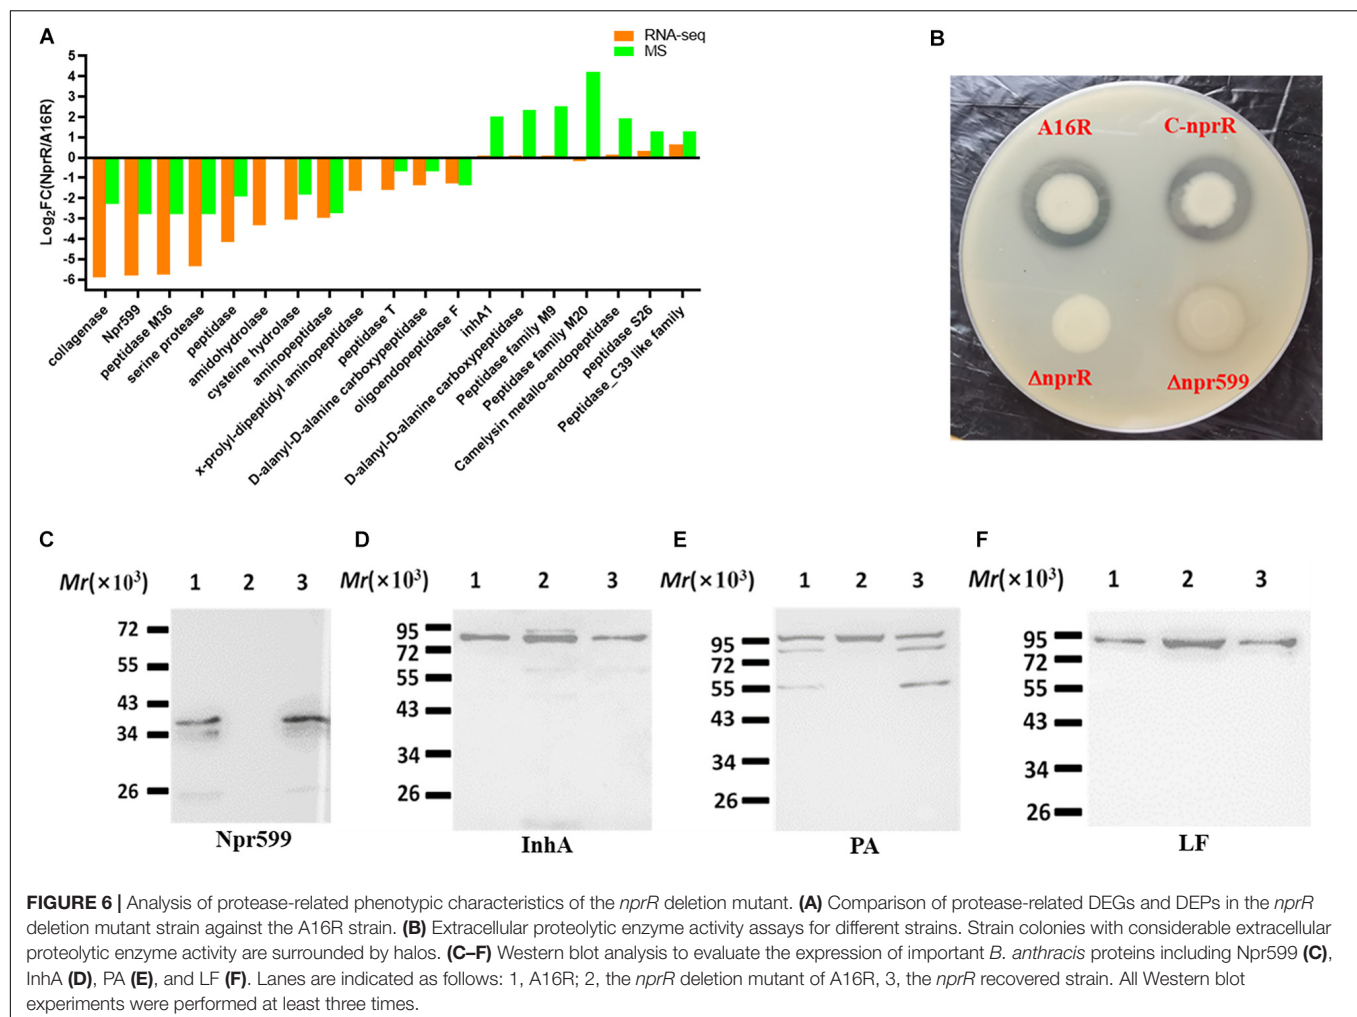 A
RNA-seq
MS
Log2FC(NprR/A16R)
5
4
3
2
1
0
-1
-2
-3
-4
-5
-6
collagenase
Npr599
peptidase M36
serine protease
peptidase
amidohydrolase
cysteine hydrolase
aminopeptidase
x-prolyl-dipeptidyl aminopeptidase
peptidase T
D-alanyl-D-alanine carboxypeptidase
oligoendopeptidase F
inhA1
D-alanyl-D-alanine carboxypeptidase
Peptidase family M9
Peptidase family M20
Camelysin metallo-endopeptidase
peptidase S26
Peptidase_C39 like family
B
A16R
C-nprR
ΔnprR
Δnpr599
C
Mr(×10³) 1 2 3
72
55
43
34
26
Npr599
D
Mr(×10³) 1 2 3
95
72
55
43
34
26
InhA
E
Mr(×10³) 1 2 3
95
72
55
43
34
26
PA
F
Mr(×10³) 1 2 3
95
72
55
43
34
26
LF
FIGURE 6 | Analysis of protease-related phenotypic characteristics of the nprR deletion mutant. (A) Comparison of protease-related DEGs and DEPs in the nprR
deletion mutant strain against the A16R strain. (B) Extracellular proteolytic enzyme activity assays for different strains. Strain colonies with considerable extracellular
proteolytic enzyme activity are surrounded by halos. (C–F) Western blot analysis to evaluate the expression of important B. anthracis proteins including Npr599 (C),
InhA (D), PA (E), and LF (F). Lanes are indicated as follows: 1, A16R; 2, the nprR deletion mutant of A16R, 3, the nprR recovered strain. All Western blot
experiments were performed at least three times.